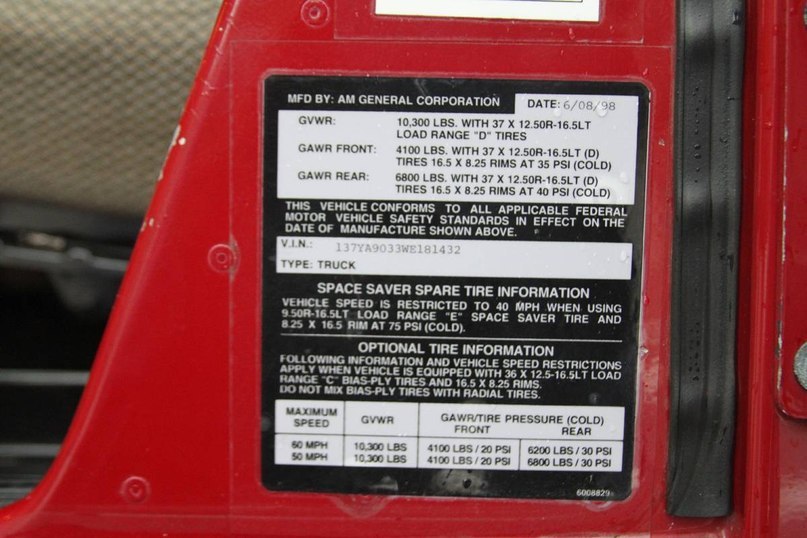 MFD BY: AM GENERAL CORPORATION DATE: 6/08/98
GVWR: 10,300 LBS. WITH 37 X 12.50R-16.5LT
LOAD RANGE "D" TIRES
GAWR FRONT: 4100 LBS. WITH 37 X 12.50R-16.5LT (D)
TIRES 16.5 X 8.25 RIMS AT 35 PSI (COLD)
GAWR REAR: 6800 LBS. WITH 37 X 12.50R-16.5LT (D)
TIRES 16.5 X 8.25 RIMS AT 40 PSI (COLD)
THIS VEHICLE CONFORMS TO ALL APPLICABLE FEDERAL
MOTOR VEHICLE SAFETY STANDARDS IN EFFECT ON THE
DATE OF MANUFACTURE SHOWN ABOVE.
V.I.N.: 137YA9033WE181432
TYPE: TRUCK
SPACE SAVER SPARE TIRE INFORMATION
VEHICLE SPEED IS RESTRICTED TO 40 MPH WHEN USING
9.50R-16.5LT LOAD RANGE "E" SPACE SAVER TIRE AND
8.25 X 16.5 RIM AT 75 PSI (COLD).
OPTIONAL TIRE INFORMATION
FOLLOWING INFORMATION AND VEHICLE SPEED RESTRICTIONS
APPLY WHEN VEHICLE IS EQUIPPED WITH 36 X 12.5-16.5LT LOAD
RANGE "C" BIAS-PLY TIRES AND 16.5 X 8.25 RIMS.
DO NOT MIX BIAS-PLY TIRES WITH RADIAL TIRES.
MAXIMUM SPEED GVWR GAWR/TIRE PRESSURE (COLD)
FRONT REAR
60 MPH 10,300 LBS 4100 LBS / 20 PSI 6200 LBS / 30 PSI
50 MPH 10,300 LBS 4100 LBS / 20 PSI 6800 LBS / 30 PSI
6008829